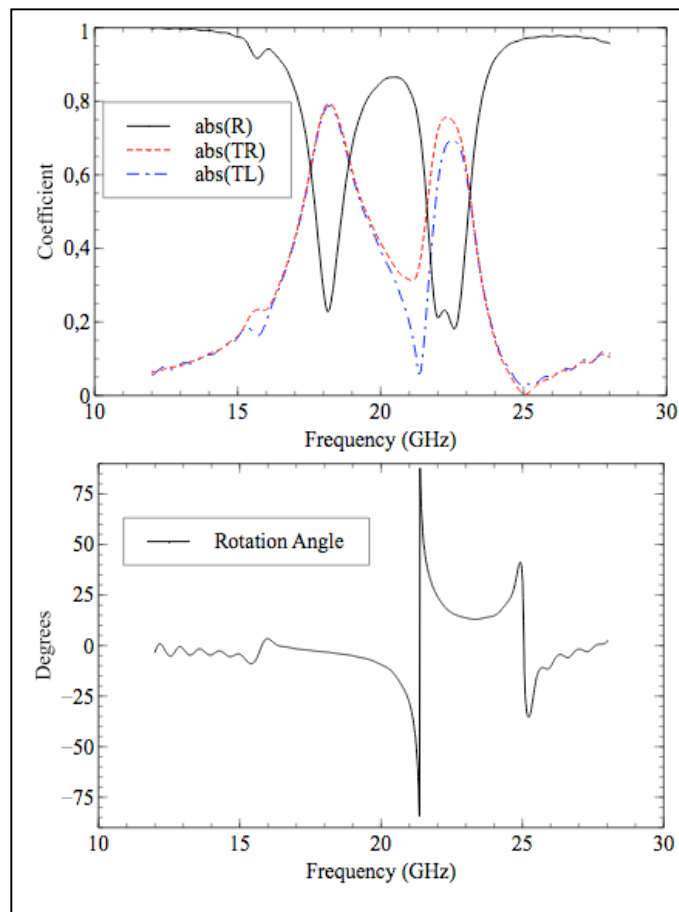 1
0,8
0,6
0,4
0,2
0
Coefficient
abs(R)
abs(TR)
abs(TL)
10 15 20 25 30
Frequency (GHz)
75
50
25
0
−25
−50
−75
Degrees
Rotation Angle
10 15 20 25 30
Frequency (GHz)